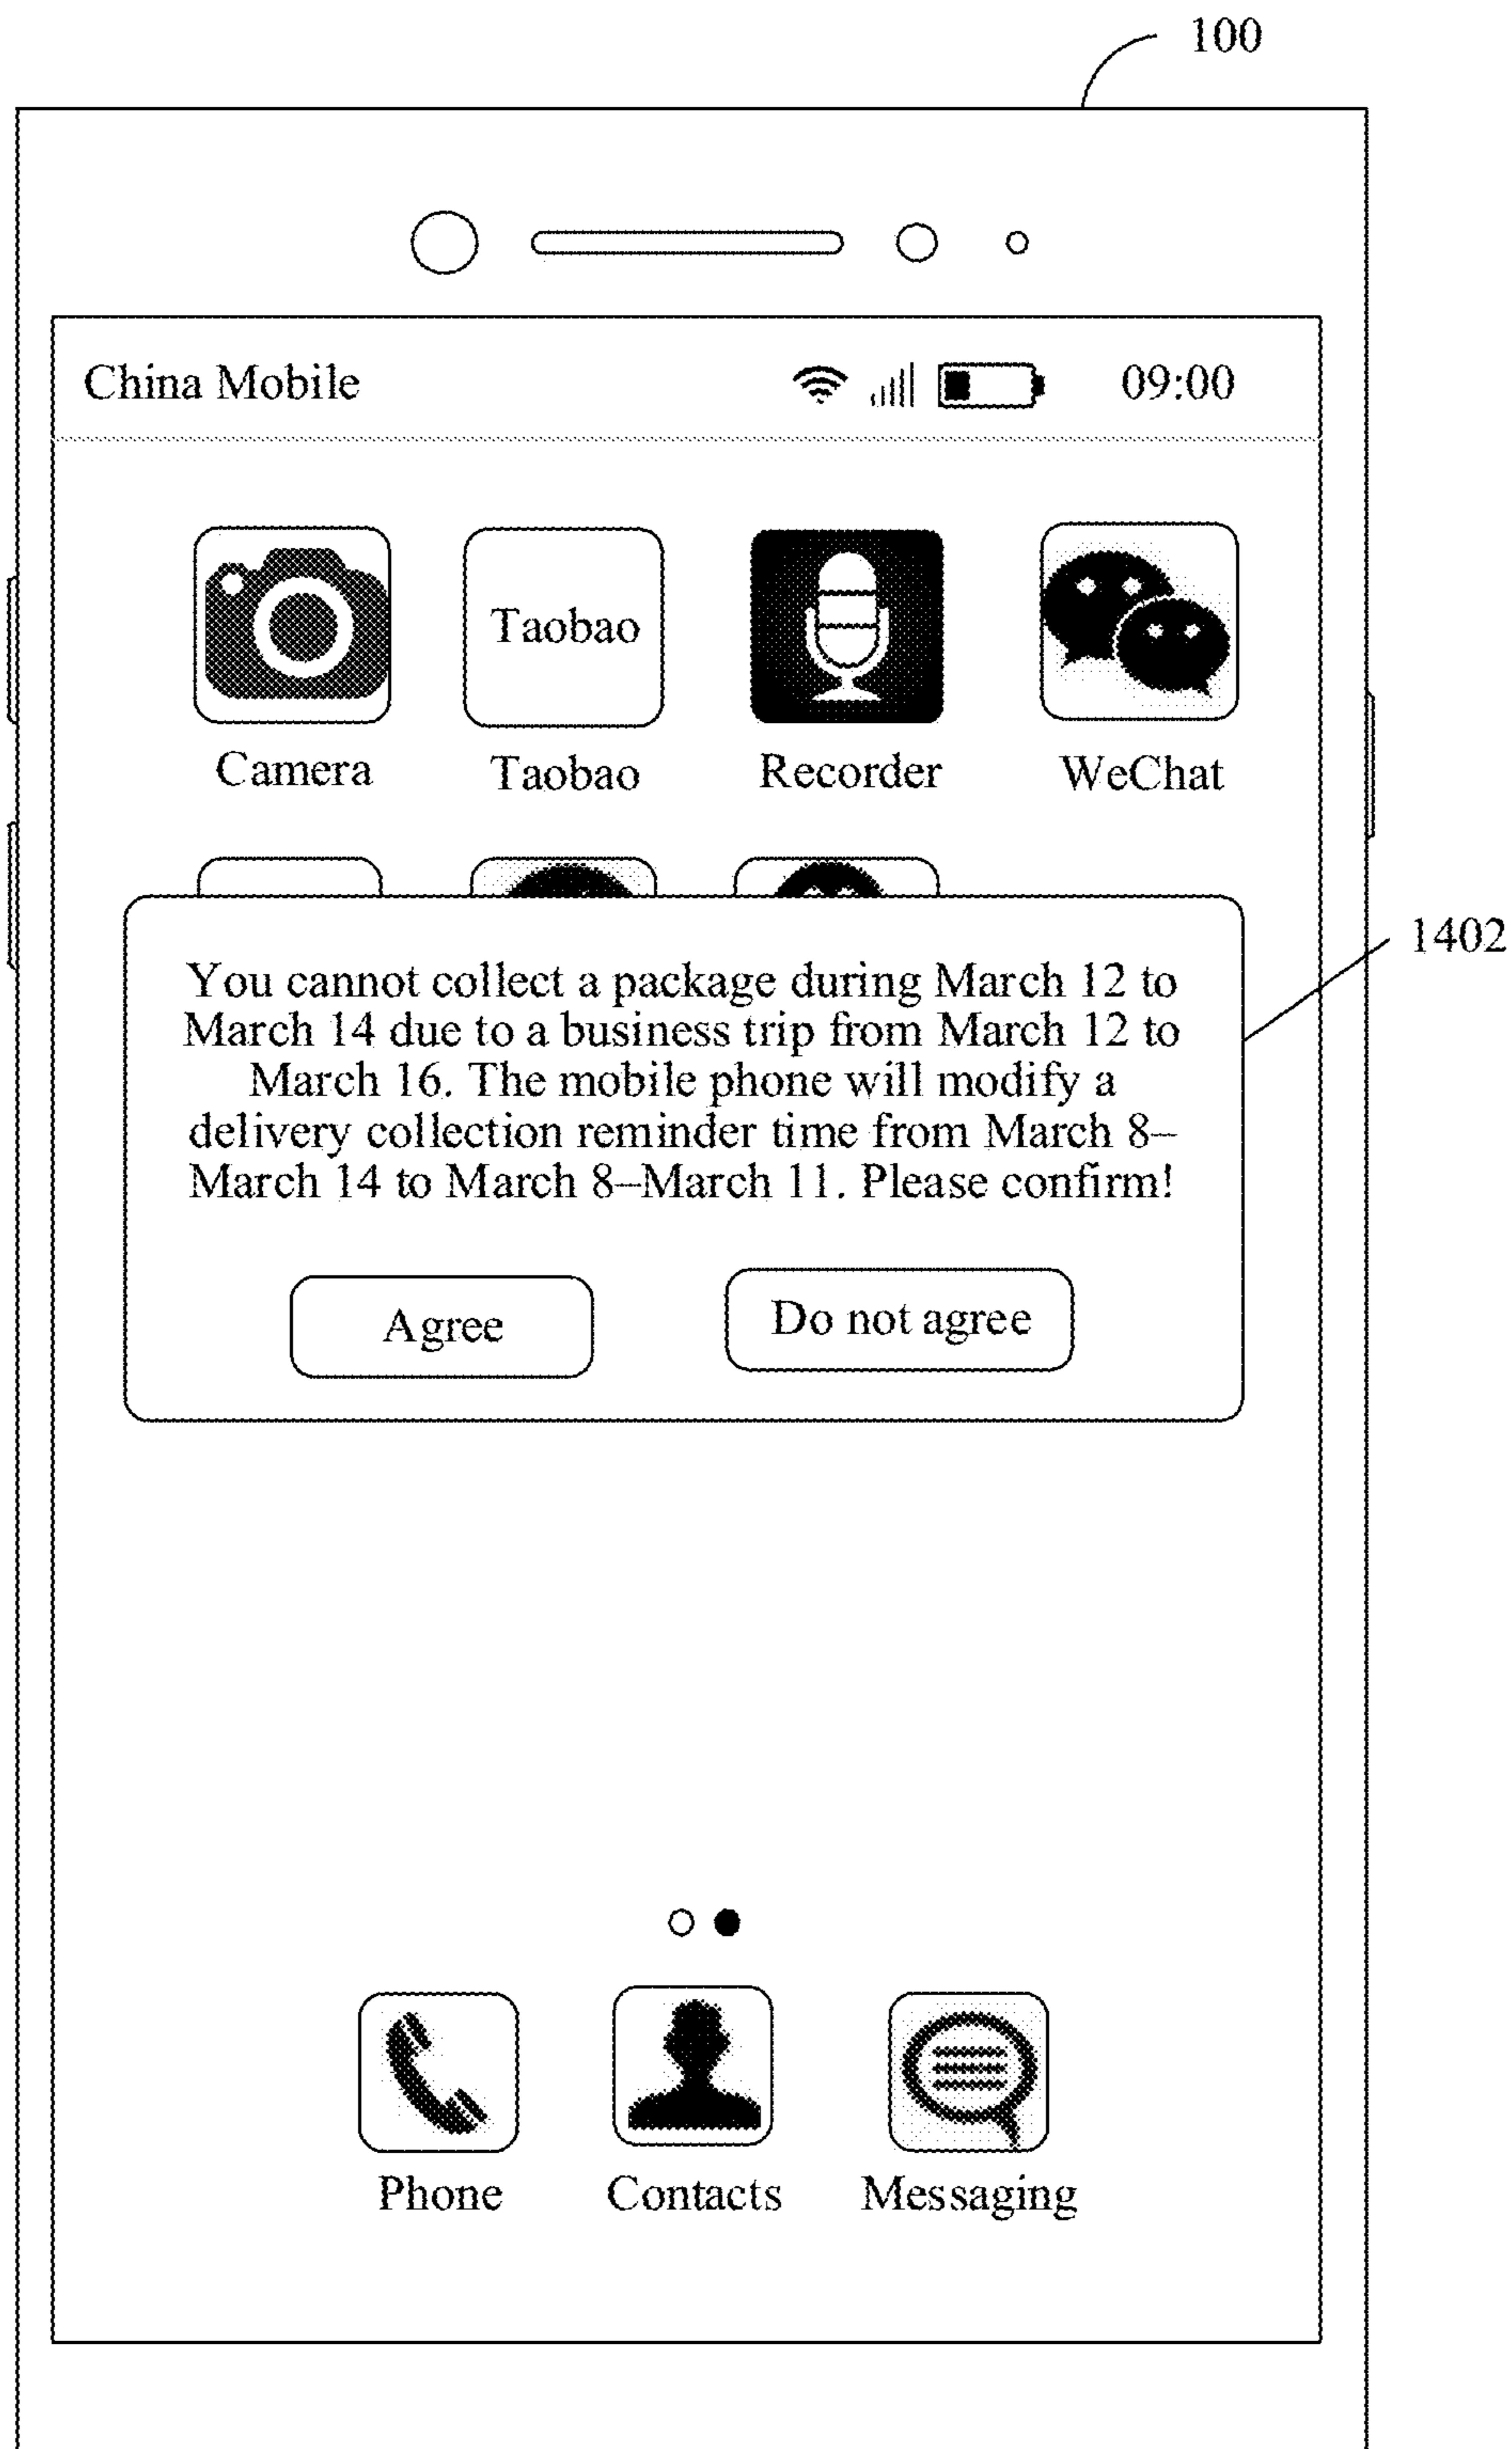 100
China Mobile 09:00
Taobao
Camera Taobao Recorder WeChat
1402
You cannot collect a package during March 12 to
March 14 due to a business trip from March 12 to
March 16. The mobile phone will modify a
delivery collection reminder time from March 8–
March 14 to March 8–March 11. Please confirm!
Agree Do not agree
Phone Contacts Messaging